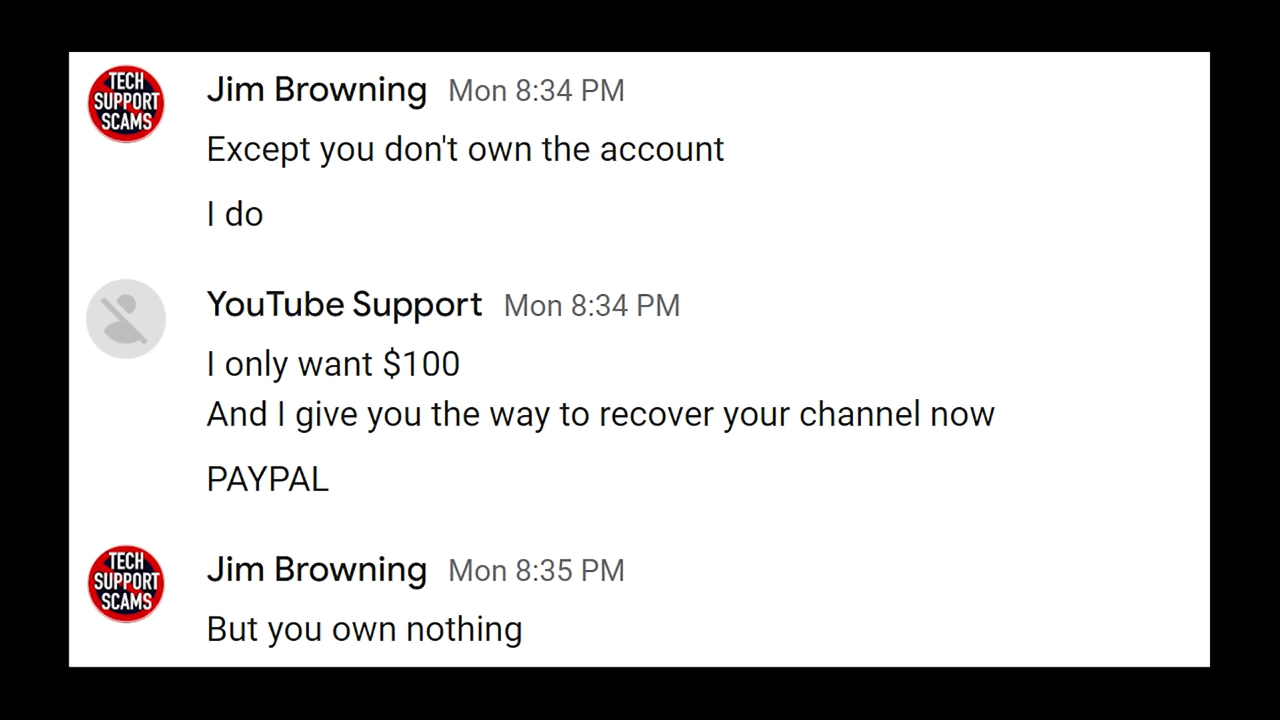 TECH
SUPPORT
SCAMS
Jim Browning Mon 8:34 PM
Except you don't own the account
I do
YouTube Support Mon 8:34 PM
I only want $100
And I give you the way to recover your channel now
PAYPAL
TECH
SUPPORT
SCAMS
Jim Browning Mon 8:35 PM
But you own nothing